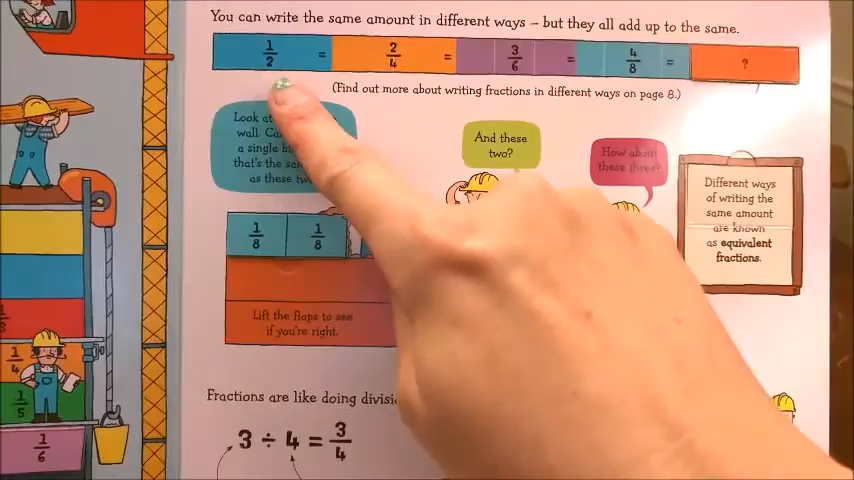 You can write the same amount in different ways – but they all add up to the same.
1/2 = 2/4 = 3/6 = 4/8 = ?
(Find out more about writing fractions in different ways on page 8.)
Look at
wall.
a single
that's the
as these
And these
two?
How about
these three?
Different ways
of writing the
same amount
are known
as equivalent
fractions.
1/8 1/8
Lift the flaps to see
if you're right.
1/4
1/5
1/6
Fractions are like doing
3 ÷ 4 = 3/4